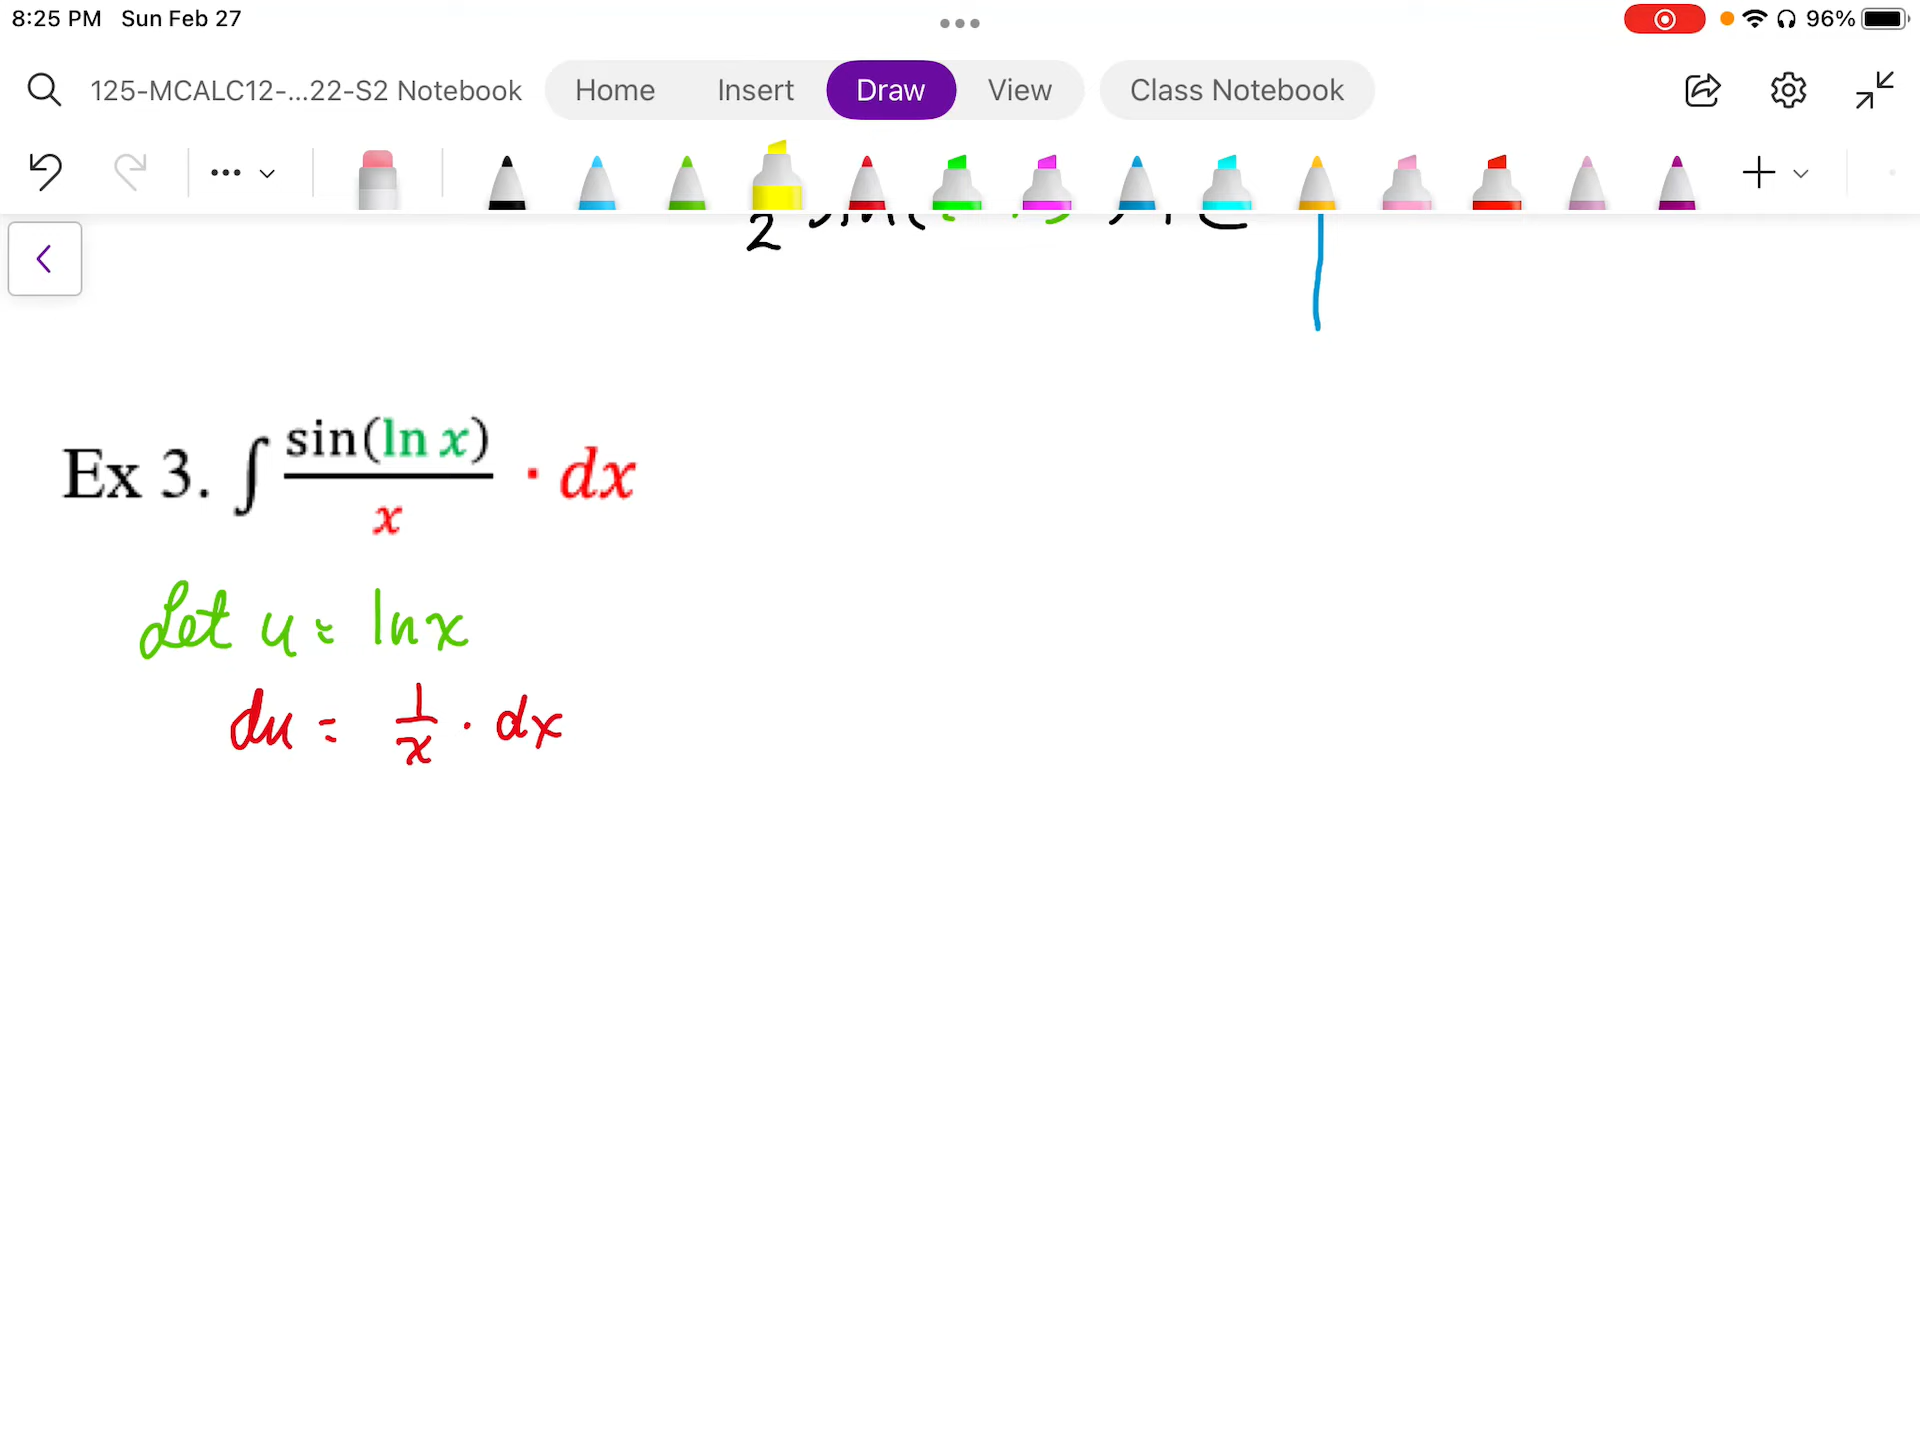 8:25 PM Sun Feb 27
96%
125-MCALC12-...22-S2 Notebook Home Insert Draw View Class Notebook
2
Ex 3. ∫ sin(ln x)/x · dx
Let u = ln x
du = 1/x · dx